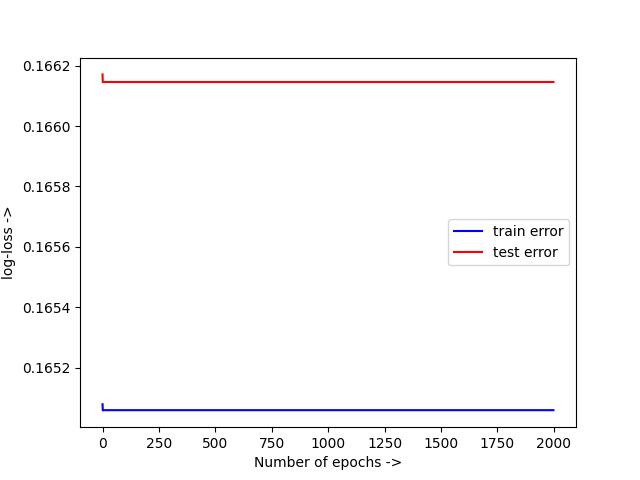 0.1662
0.1660
0.1658
0.1656
0.1654
0.1652
log-loss ->
train error
test error
0 250 500 750 1000 1250 1500 1750 2000
Number of epochs ->